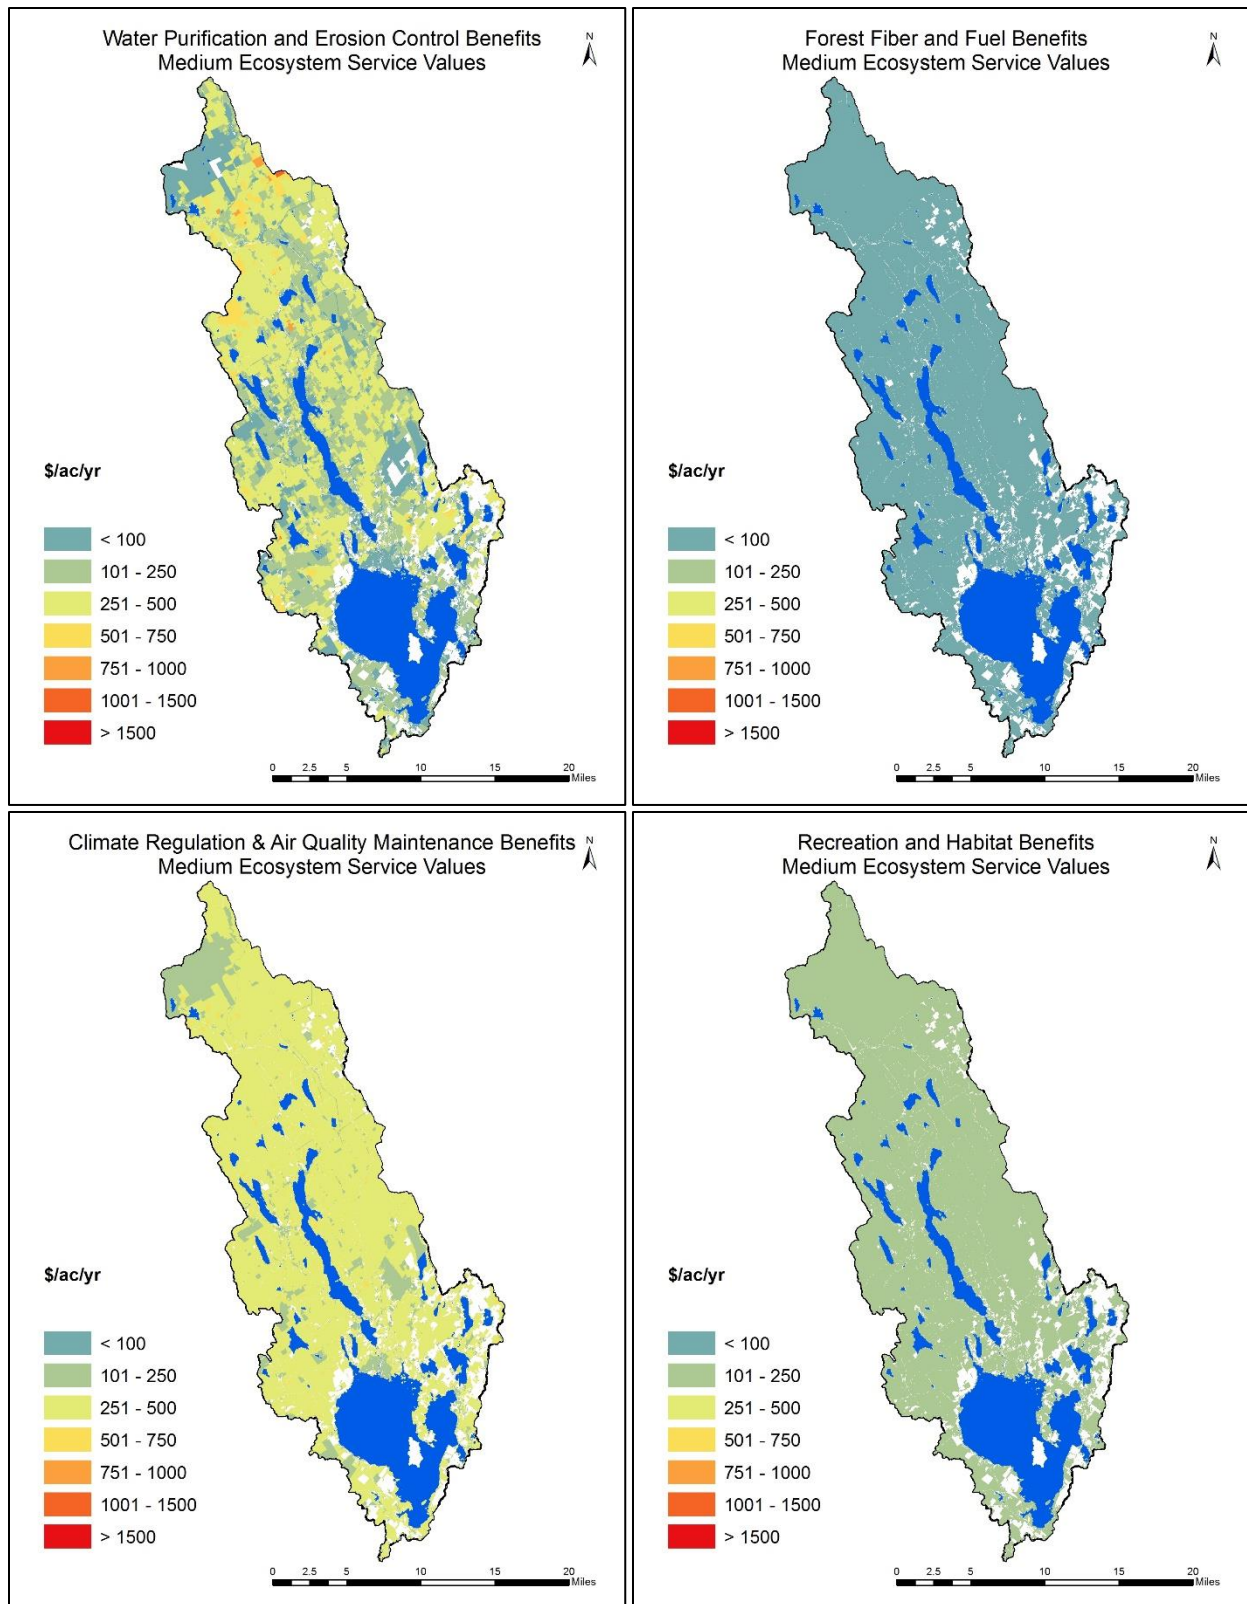 Water Purification and Erosion Control Benefits
Medium Ecosystem Service Values
N
$/ac/yr
< 100
101 - 250
251 - 500
501 - 750
751 - 1000
1001 - 1500
> 1500
0 2.5 5 10 15 20
Miles
Forest Fiber and Fuel Benefits
Medium Ecosystem Service Values
N
$/ac/yr
< 100
101 - 250
251 - 500
501 - 750
751 - 1000
1001 - 1500
> 1500
0 2.5 5 10 15 20
Miles
Climate Regulation & Air Quality Maintenance Benefits
Medium Ecosystem Service Values
N
$/ac/yr
< 100
101 - 250
251 - 500
501 - 750
751 - 1000
1001 - 1500
> 1500
0 2.5 5 10 15 20
Miles
Recreation and Habitat Benefits
Medium Ecosystem Service Values
N
$/ac/yr
< 100
101 - 250
251 - 500
501 - 750
751 - 1000
1001 - 1500
> 1500
0 2.5 5 10 15 20
Miles